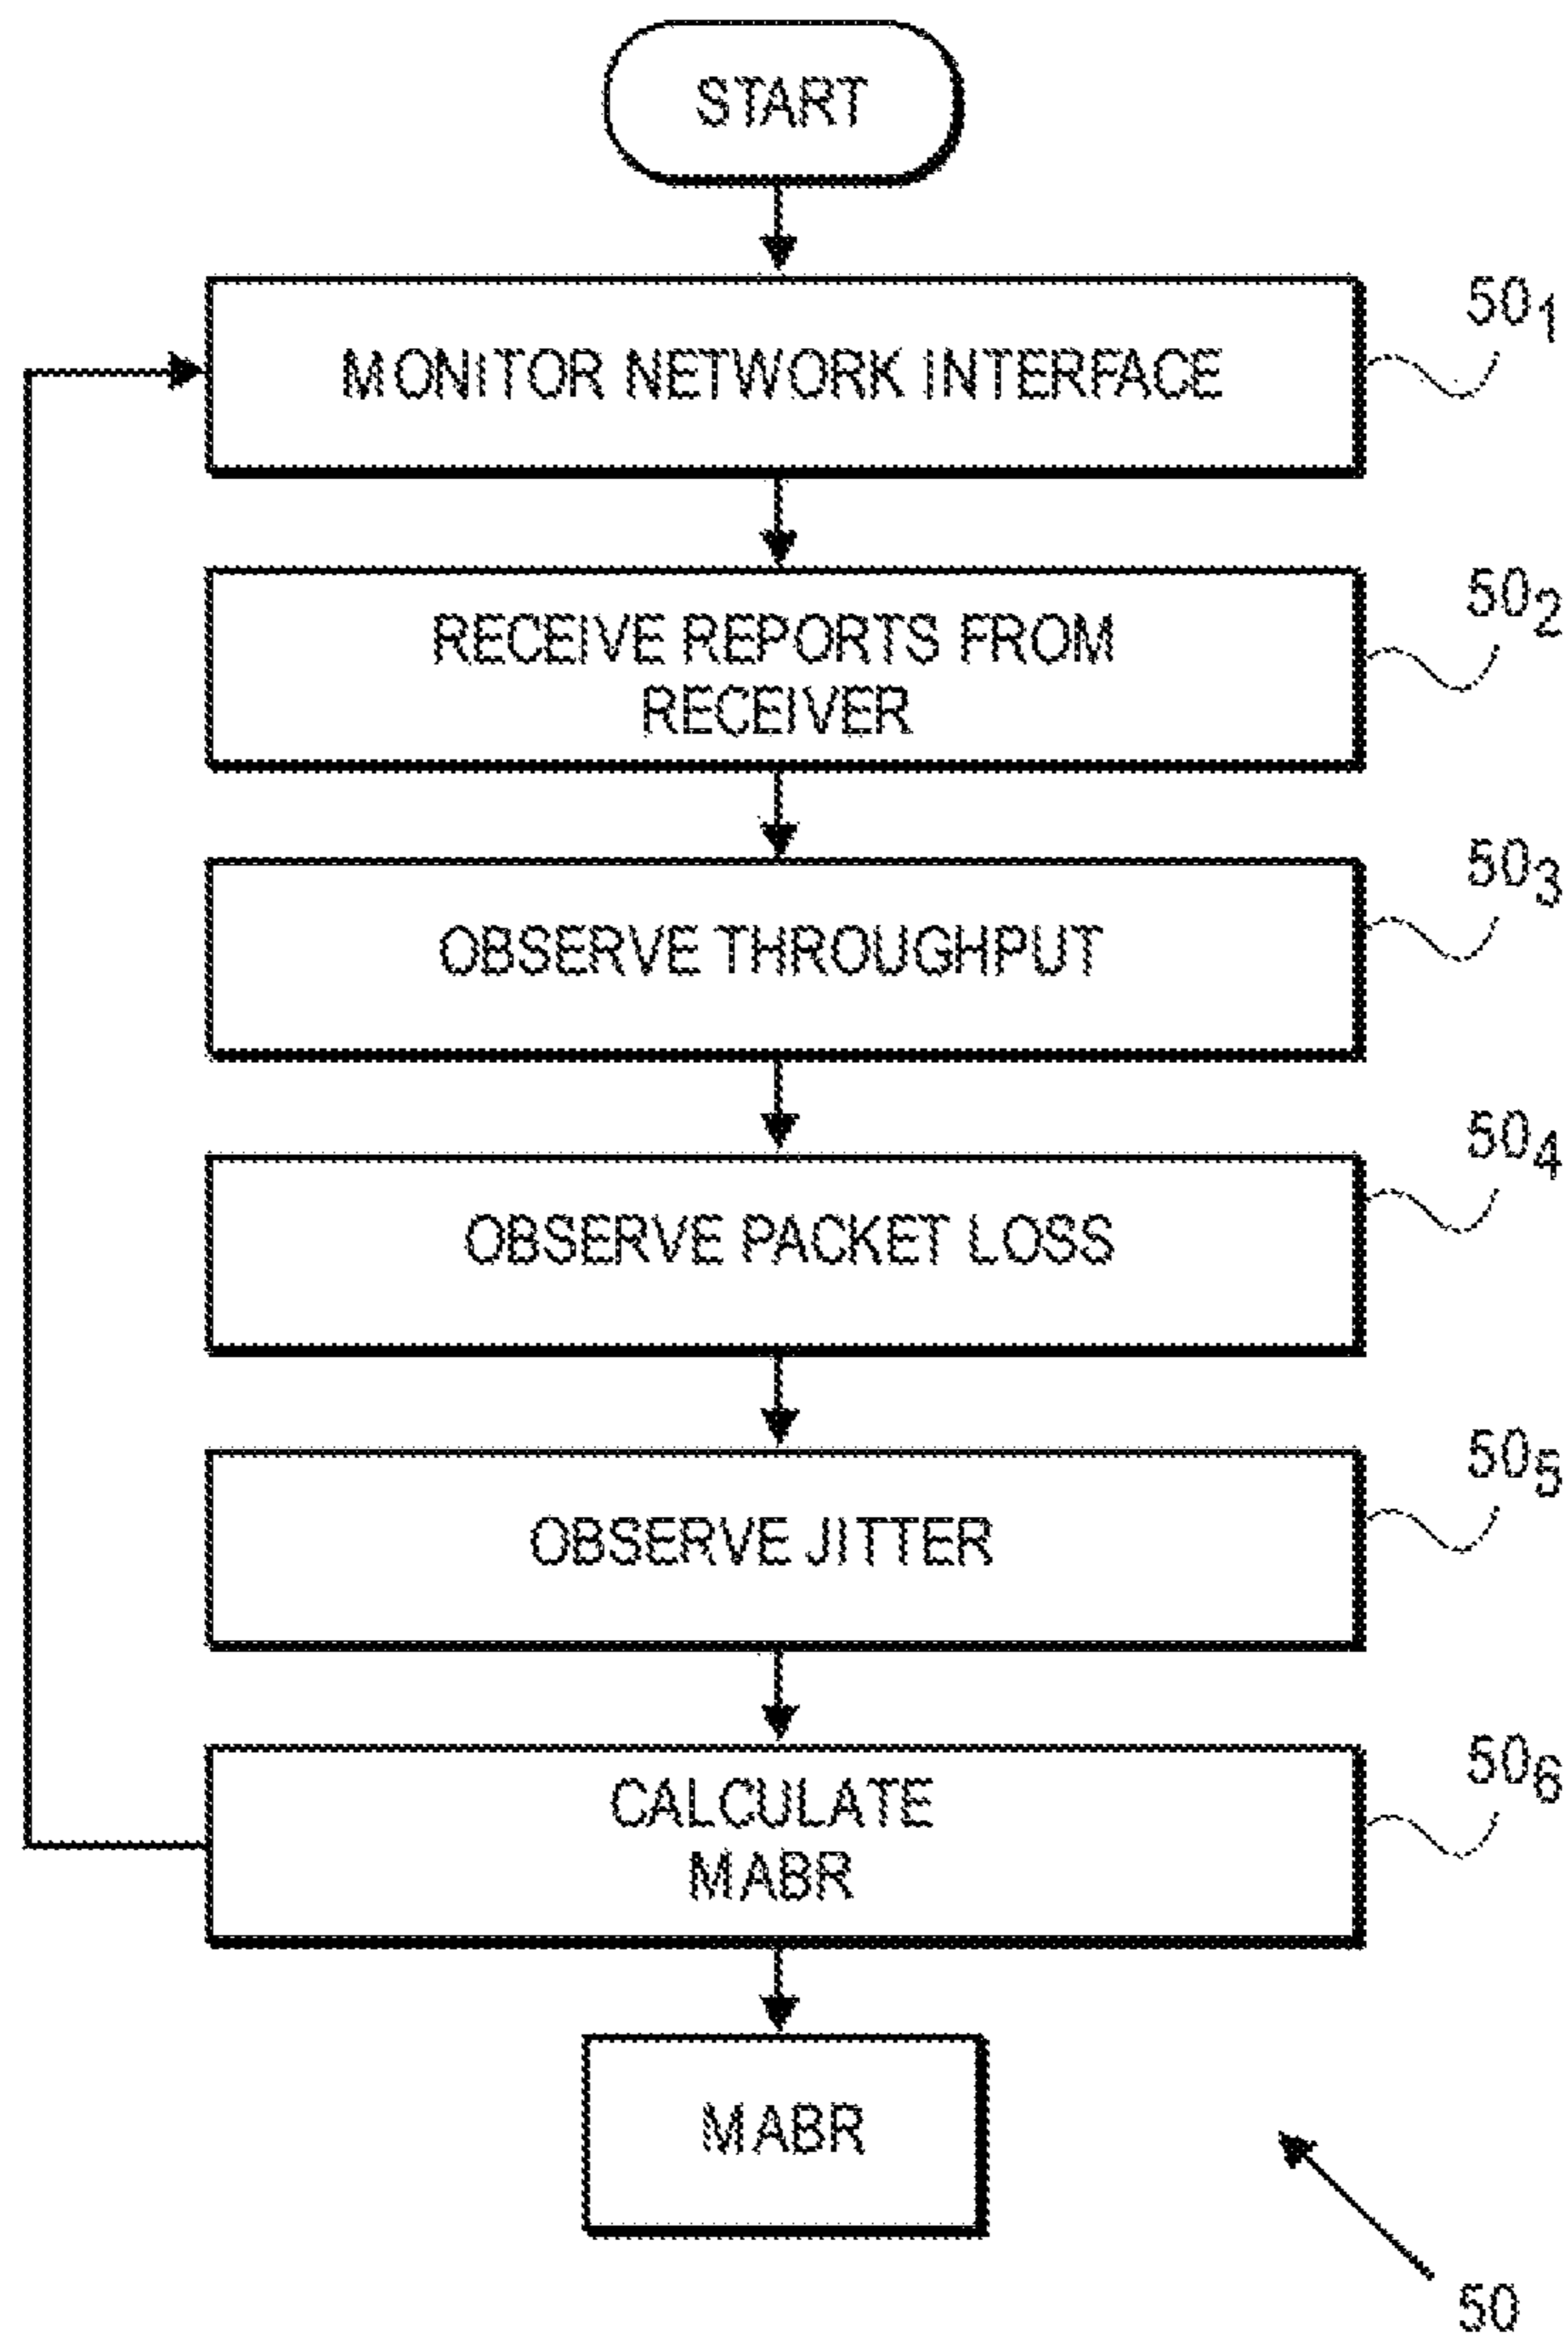 START
MONITOR NETWORK INTERFACE
50₁
RECEIVE REPORTS FROM
RECEIVER
50₂
OBSERVE THROUGHPUT
50₃
OBSERVE PACKET LOSS
50₄
OBSERVE JITTER
50₅
CALCULATE
MABR
50₆
MABR
50